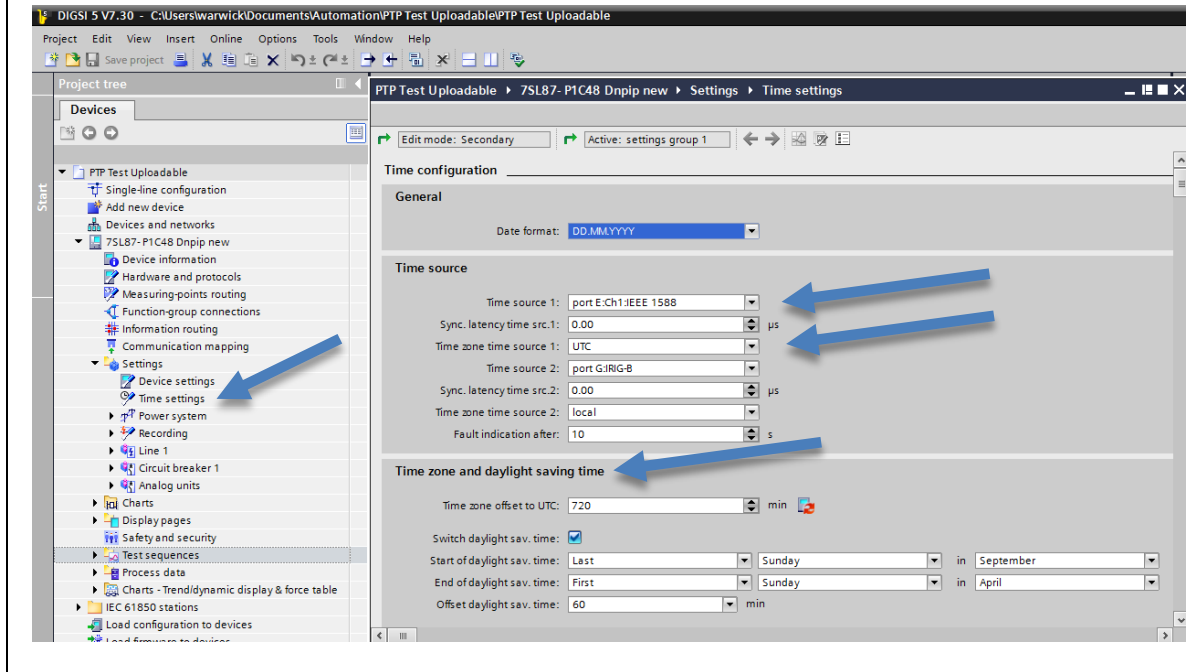 DIGSI 5 V7.30 - C:\Users\warwick\Documents\Automation\PTP Test Uploadable\PTP Test Uploadable
Project Edit View Insert Online Options Tools Window Help
Save project
Project tree
Devices
Start
PTP Test Uploadable
Single-line configuration
Add new device
Devices and networks
7SL87-P1C48 Dnpip new
Device information
Hardware and protocols
Measuring-points routing
Function-group connections
Information routing
Communication mapping
Settings
Device settings
Time settings
Power system
Recording
Line 1
Circuit breaker 1
Analog units
Charts
Display pages
Safety and security
Test sequences
Process data
Charts - Trend/dynamic display & force table
IEC 61850 stations
Load configuration to devices
Load firmware to devices
PTP Test Uploadable 7SL87-P1C48 Dnpip new Settings Time settings
Edit mode: Secondary Active: settings group 1
Time configuration
General
Date format: DD.MM.YYYY
Time source
Time source 1: port E:Ch1:IEEE 1588
Sync. latency time src.1: 0.00 µs
Time zone time source 1: UTC
Time source 2: port G:IRIG-B
Sync. latency time src.2: 0.00 µs
Time zone time source 2: local
Fault indication after: 10 s
Time zone and daylight saving time
Time zone offset to UTC: 720 min
Switch daylight sav. time:
Start of daylight sav. time: Last Sunday in September
End of daylight sav. time: First Sunday in April
Offset daylight sav. time: 60 min